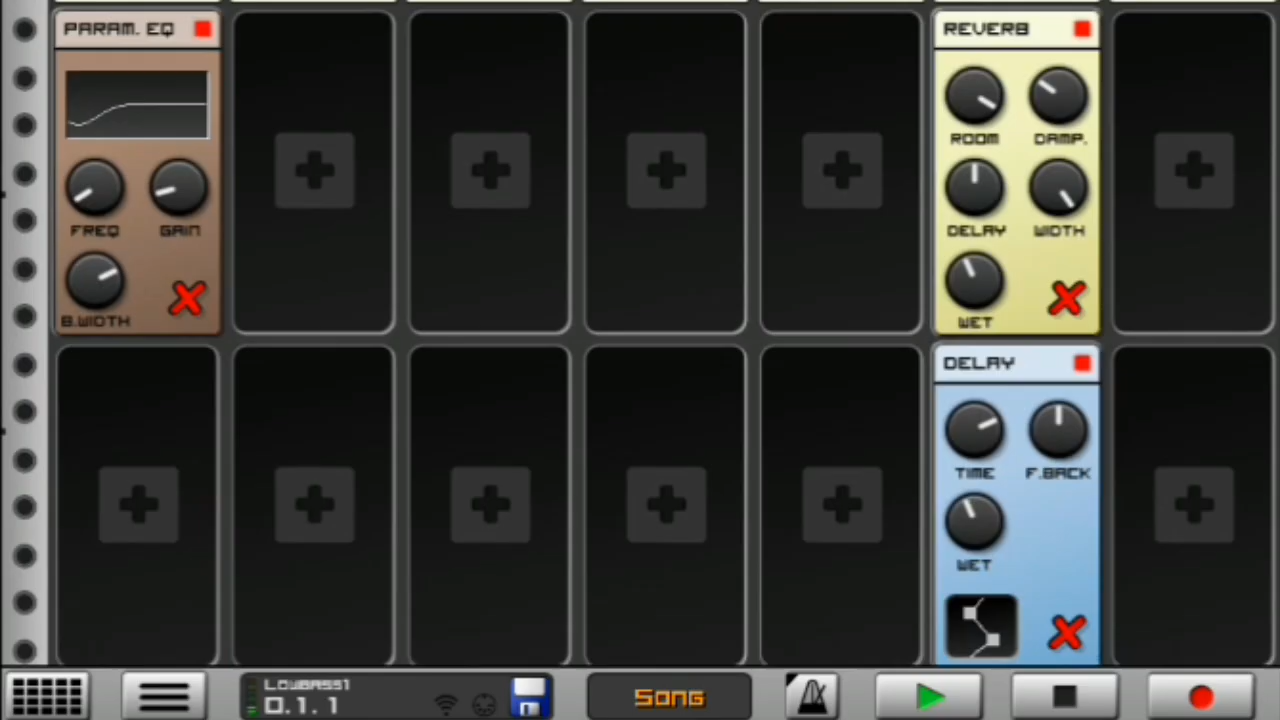 PARAM. EQ
FREQ GAIN
B.WIDTH
REVERB
ROOM DAMP.
DELAY WIDTH
WET
DELAY
TIME F.BACK
WET
LOWBASS1
0.1.1
SONG